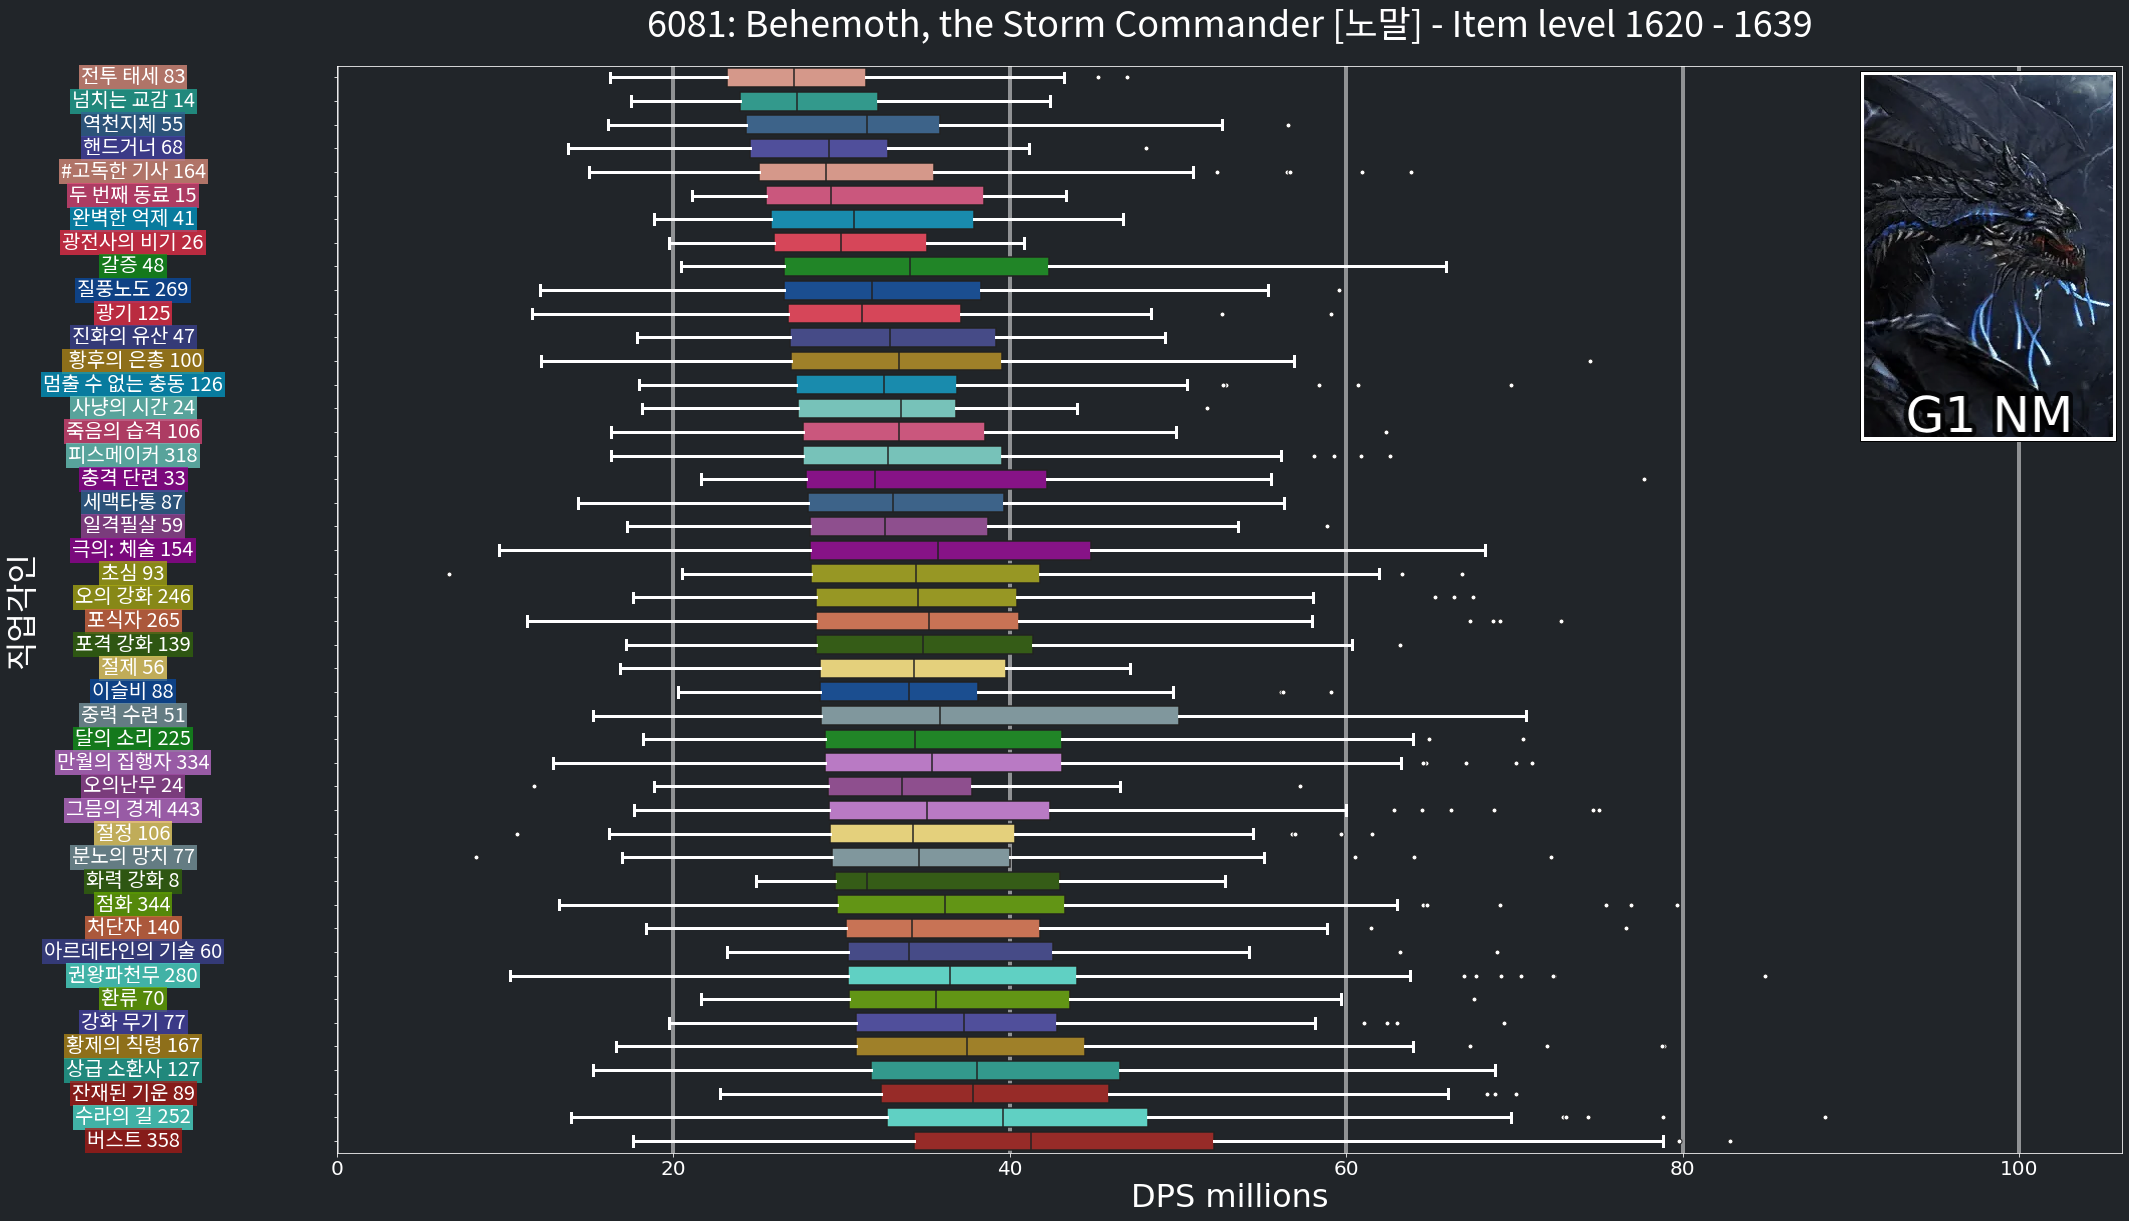 6081: Behemoth, the Storm Commander [노말] - Item level 1620 - 1639
전투 태세 83
넘치는 교감 14
역천지체 55
핸드거너 68
#고독한 기사 164
두 번째 동료 15
완벽한 억제 41
광전사의 비기 26
갈증 48
질풍노도 269
광기 125
진화의 유산 47
황후의 은총 100
멈출 수 없는 충동 126
사냥의 시간 24
죽음의 습격 106
피스메이커 318
충격 단련 33
세맥타통 87
일격필살 59
극의: 체술 154
초심 93
오의 강화 246
포식자 265
포격 강화 139
절제 56
이슬비 88
중력 수련 51
달의 소리 225
만월의 집행자 334
오의난무 24
그믐의 경계 443
절정 106
분노의 망치 77
화력 강화 8
점화 344
처단자 140
아르데타인의 기술 60
권왕파천무 280
환류 70
강화 무기 77
황제의 칙령 167
상급 소환사 127
잔재된 기운 89
수라의 길 252
버스트 358
직업각인
G1 NM
0 20 40 60 80 100
DPS millions